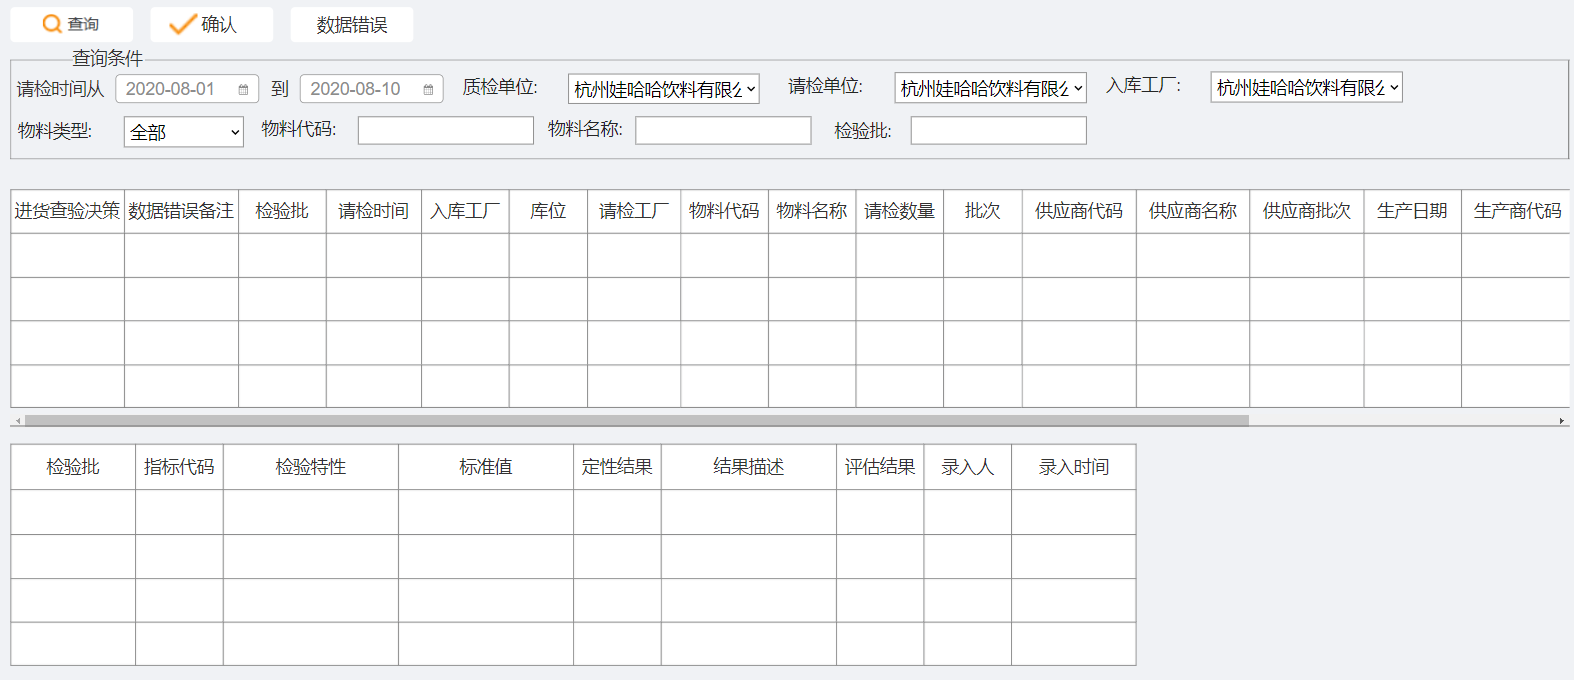 查询 确认 数据错误
查询条件
请检时间从 2020-08-01 到 2020-08-10 质检单位: 杭州娃哈哈饮料有限公 请检单位: 杭州娃哈哈饮料有限公 入库工厂: 杭州娃哈哈饮料有限公
物料类型: 全部 物料代码: 物料名称: 检验批:
进货查验决策 数据错误备注 检验批 请检时间 入库工厂 库位 请检工厂 物料代码 物料名称 请检数量 批次 供应商代码 供应商名称 供应商批次 生产日期 生产商代码
检验批 指标代码 检验特性 标准值 定性结果 结果描述 评估结果 录入人 录入时间